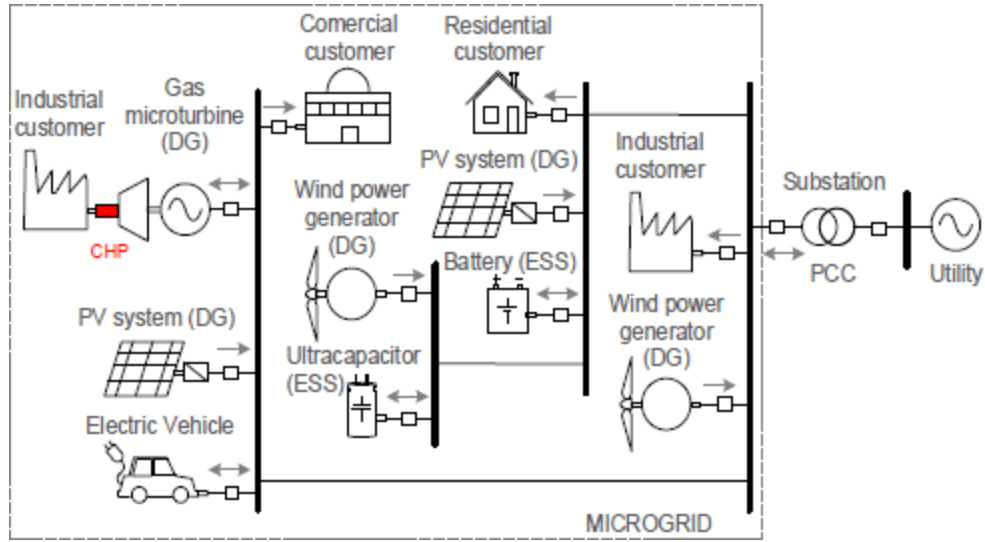 Comercial
customer
Residential
customer
Gas
microturbine
(DG)
Industrial
customer
CHP
PV system (DG)
Industrial
customer
Wind power
generator
(DG)
Substation
PCC
Utility
Battery (ESS)
PV system (DG)
Wind power
generator
(DG)
Ultracapacitor
(ESS)
Electric Vehicle
MICROGRID